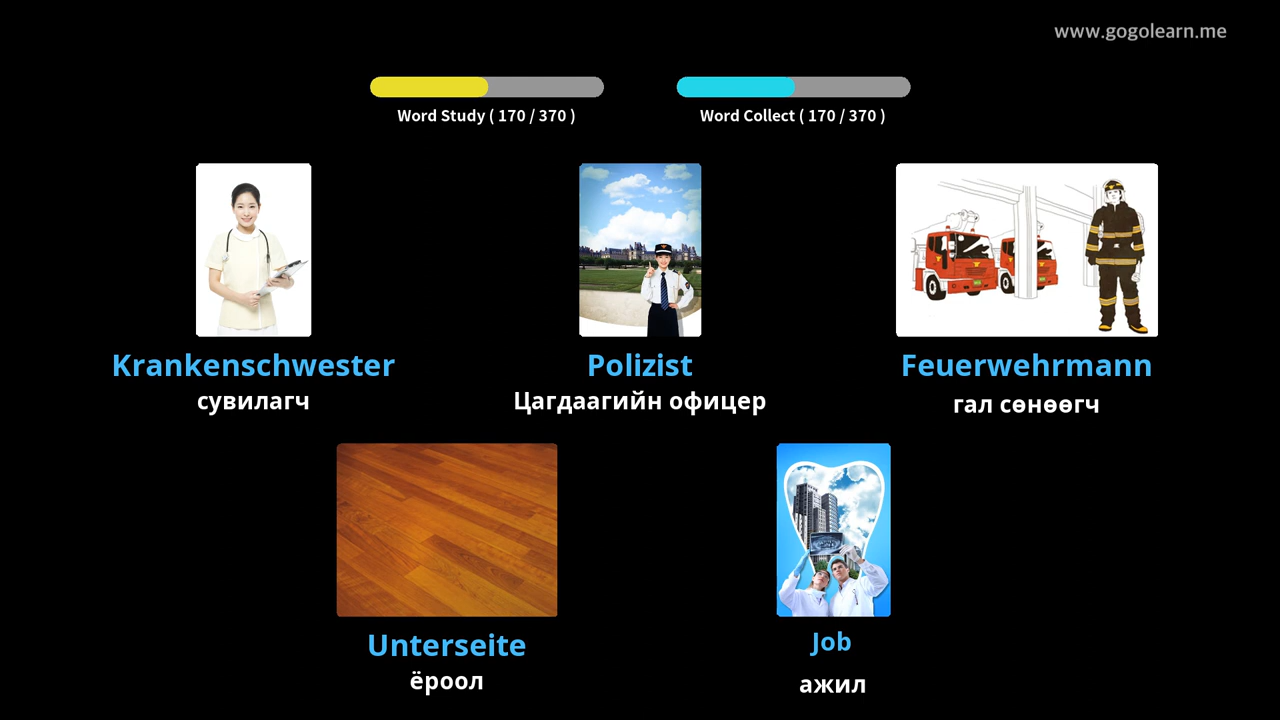 www.gogolearn.me
Word Study ( 170 / 370 )
Word Collect ( 170 / 370 )
Krankenschwester
сувилагч
Polizist
Цагдаагийн офицер
Feuerwehrmann
гал сөнөөгч
Unterseite
ёроол
Job
ажил